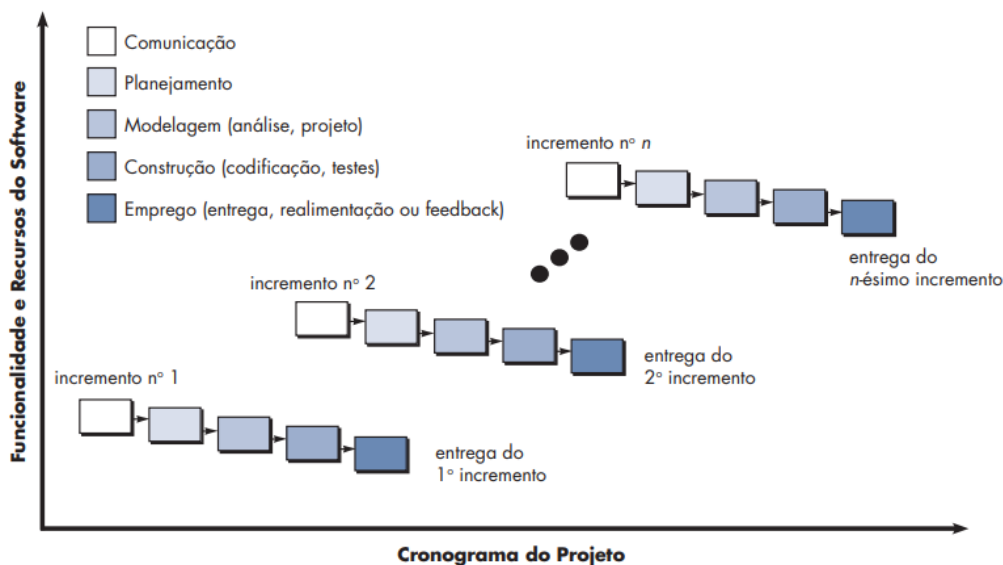 Funcionalidade e Recursos do Software
Comunicação
Planejamento
Modelagem (análise, projeto)
Construção (codificação, testes)
Emprego (entrega, realimentação ou feedback)
incremento nº n
entrega do
n-ésimo incremento
incremento nº 2
entrega do
2º incremento
incremento nº 1
entrega do
1º incremento
Cronograma do Projeto